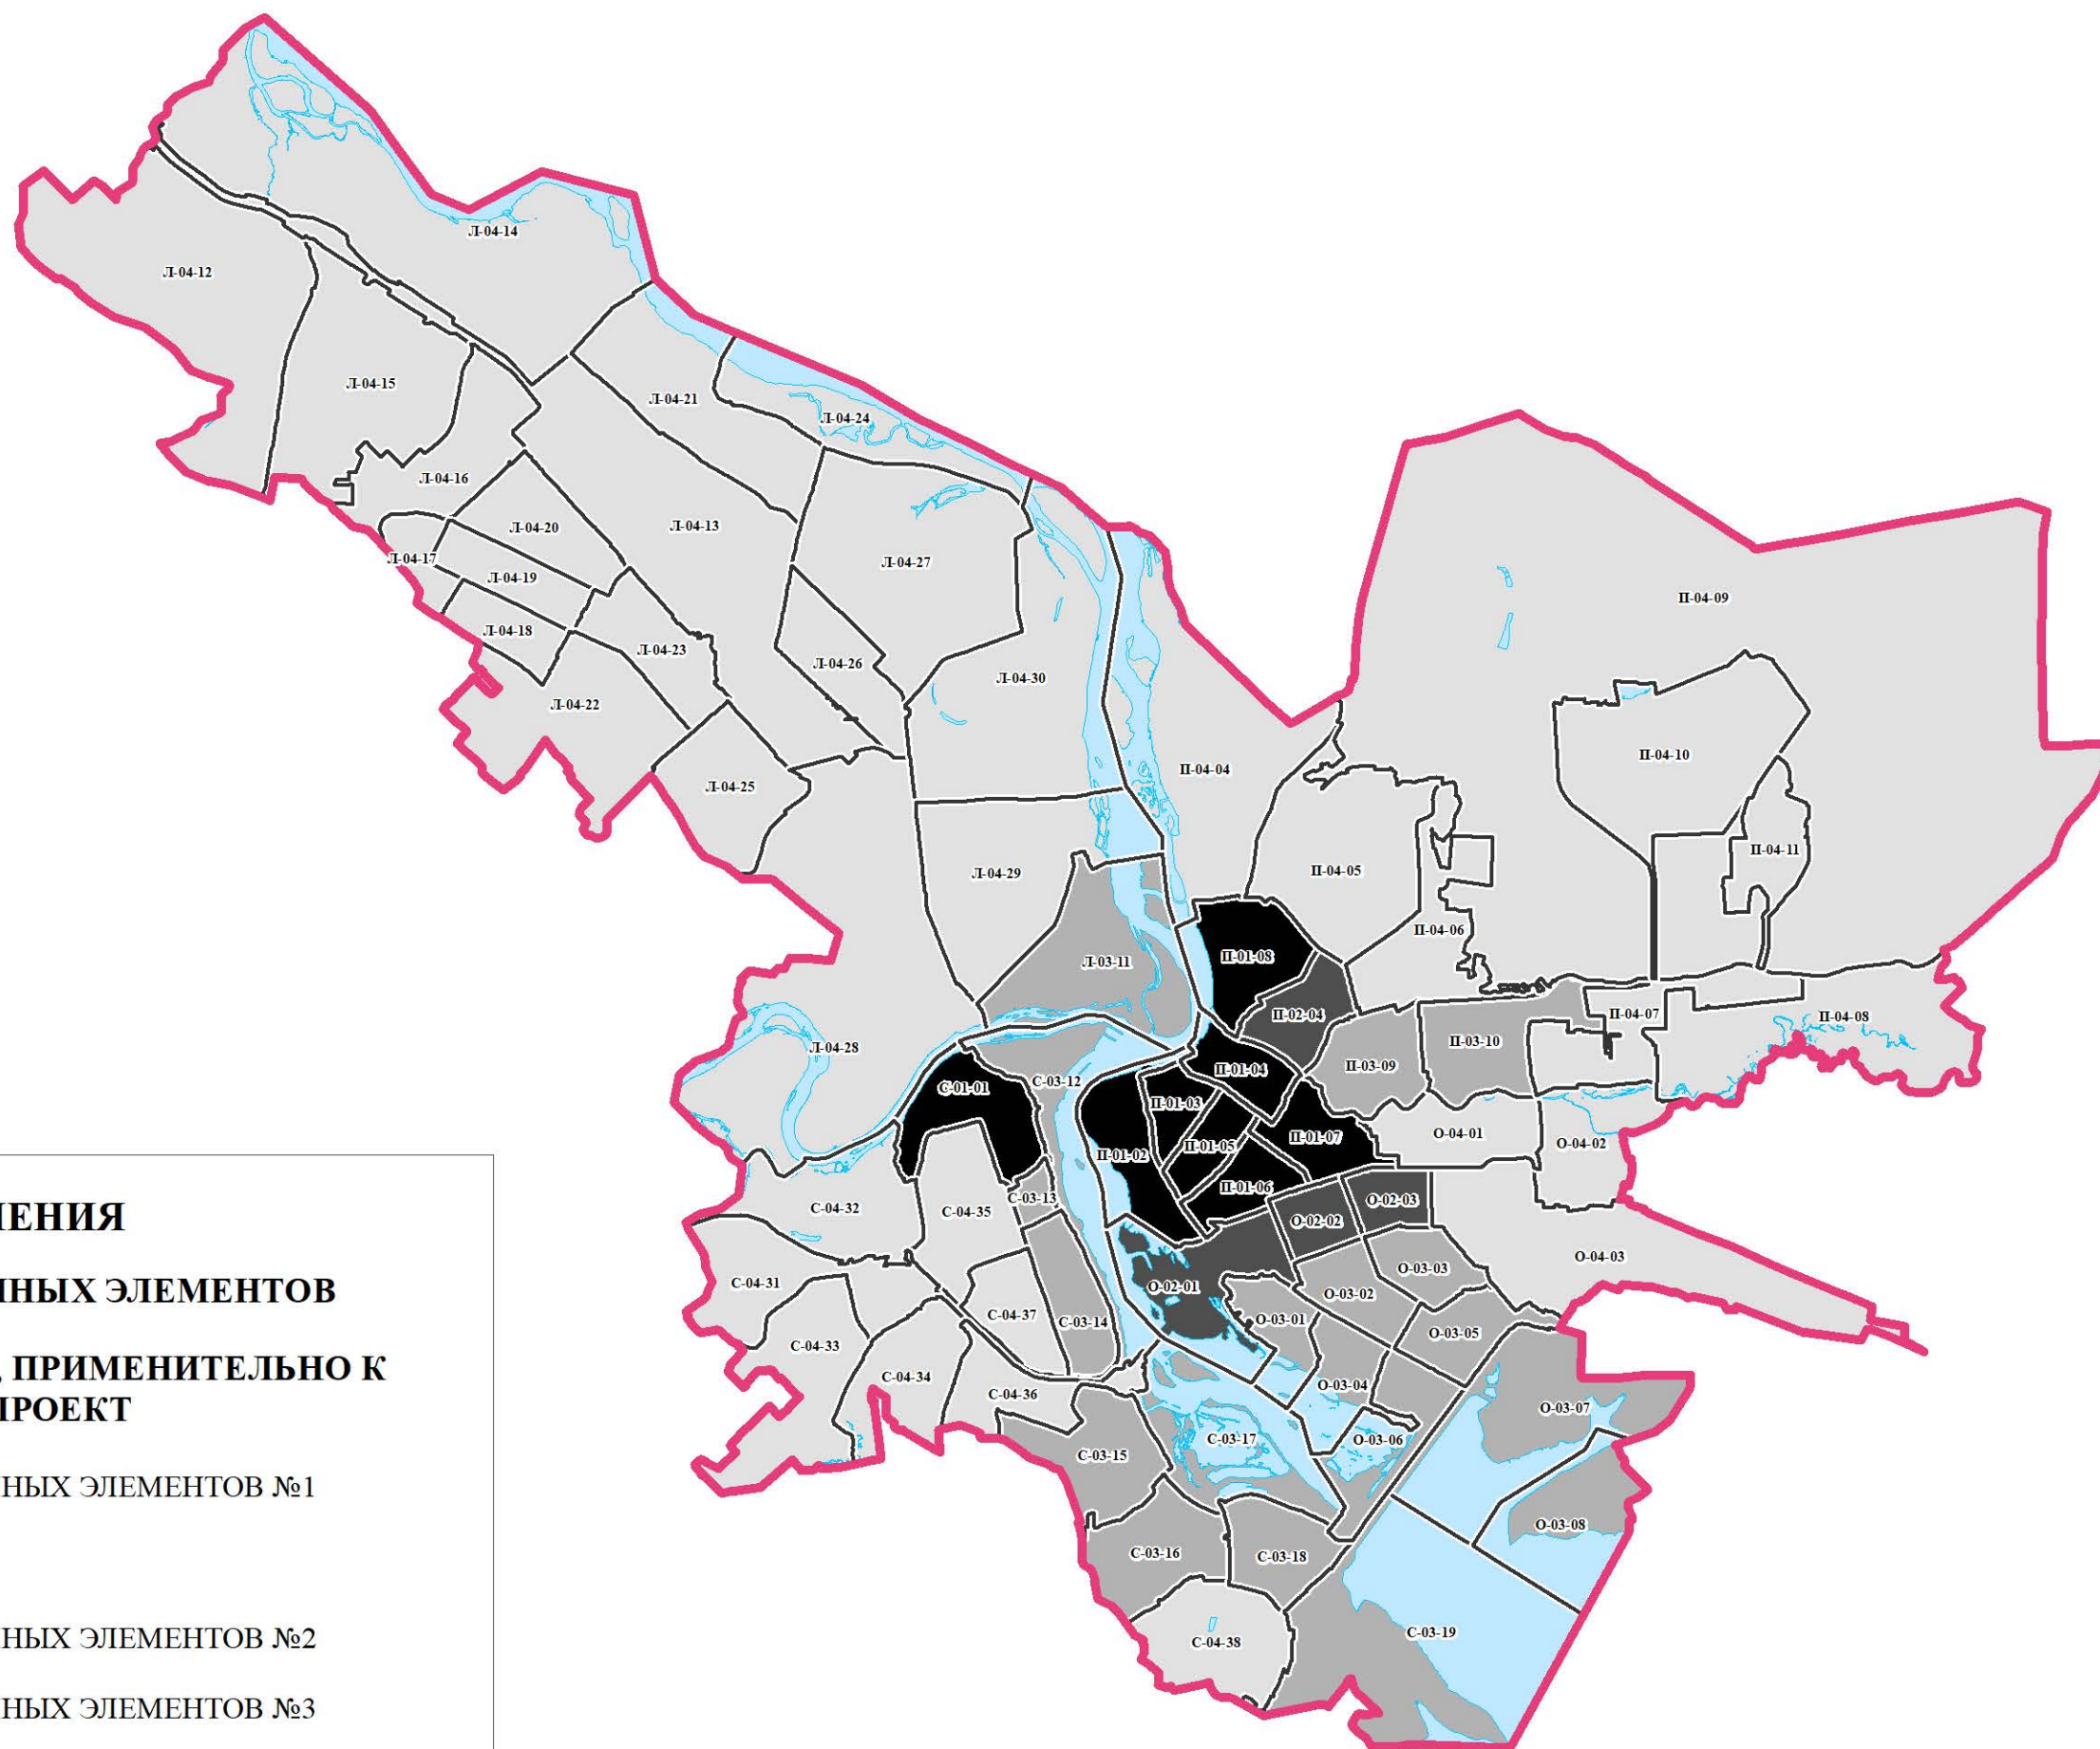 Л-04-14
Л-04-12
Л-04-15
Л-04-21
Л-04-24
Л-04-16
Л-04-20
Л-04-13
Л-04-17
Л-04-27
Л-04-19
П-04-09
Л-04-18
Л-04-23
Л-04-26
Л-04-30
Л-04-22
П-04-10
П-04-04
Л-04-25
П-04-11
Л-04-29
П-04-05
П-04-06
Л-03-11
П-01-08
П-02-04
П-04-07
П-04-08
Л-04-28
П-03-10
П-03-09
П-01-04
С-03-12
С-01-01
П-01-03
О-04-01
П-01-07
О-04-02
П-01-05
П-01-02
П-01-06
С-03-13
О-02-03
С-04-32
С-04-35
О-02-02
О-04-03
О-03-03
С-04-31
О-02-01
О-03-02
С-04-37
С-03-14
О-03-01
О-03-05
С-04-33
С-04-34
О-03-04
С-04-36
О-03-07
С-03-17
О-03-06
С-03-15
О-03-08
С-03-16
С-03-18
С-03-19
С-04-38
ЛЕНИЯ
ННЫХ ЭЛЕМЕНТОВ
, ПРИМЕНИТЕЛЬНО К
ПРОЕКТ
НЫХ ЭЛЕМЕНТОВ №1
НЫХ ЭЛЕМЕНТОВ №2
НЫХ ЭЛЕМЕНТОВ №3